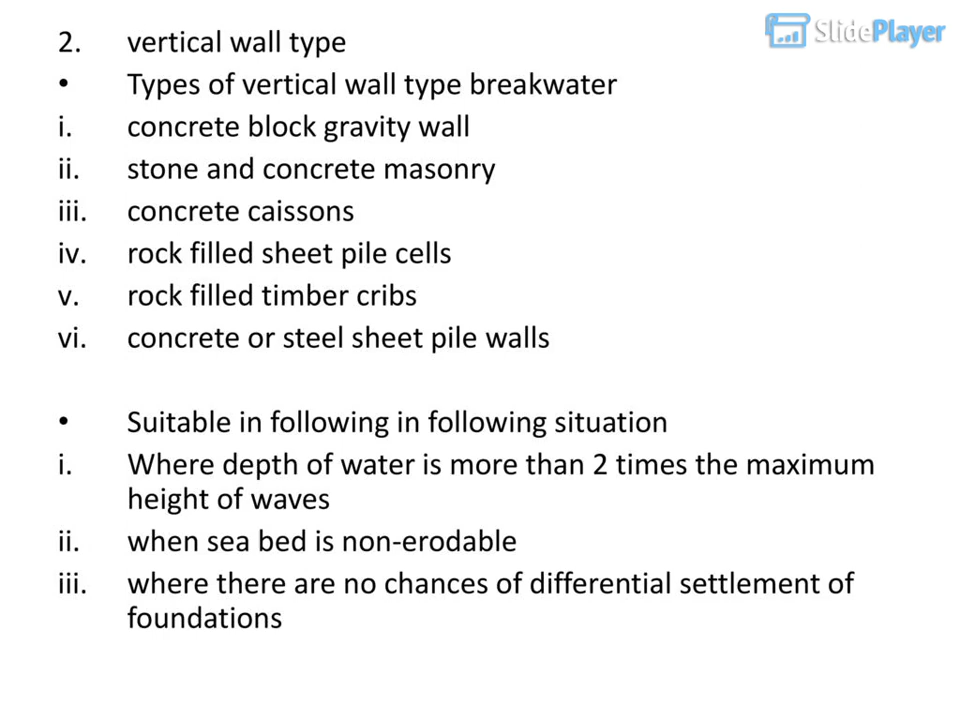 SlidePlayer
2. vertical wall type
• Types of vertical wall type breakwater
i. concrete block gravity wall
ii. stone and concrete masonry
iii. concrete caissons
iv. rock filled sheet pile cells
v. rock filled timber cribs
vi. concrete or steel sheet pile walls
• Suitable in following in following situation
i. Where depth of water is more than 2 times the maximum
height of waves
ii. when sea bed is non-erodable
iii. where there are no chances of differential settlement of
foundations